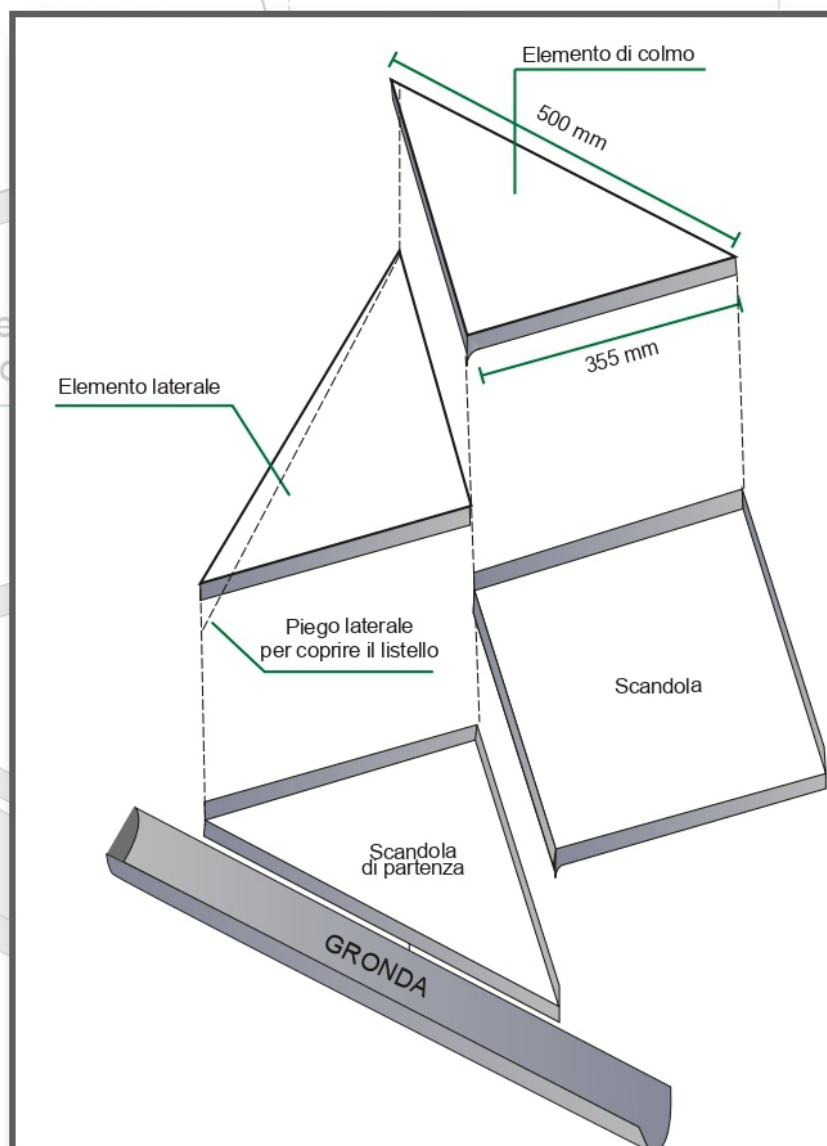 Elemento di colmo
500 mm
355 mm
Elemento laterale
Piego laterale
per coprire il listello
Scandola
Scandola
di partenza
GRONDA